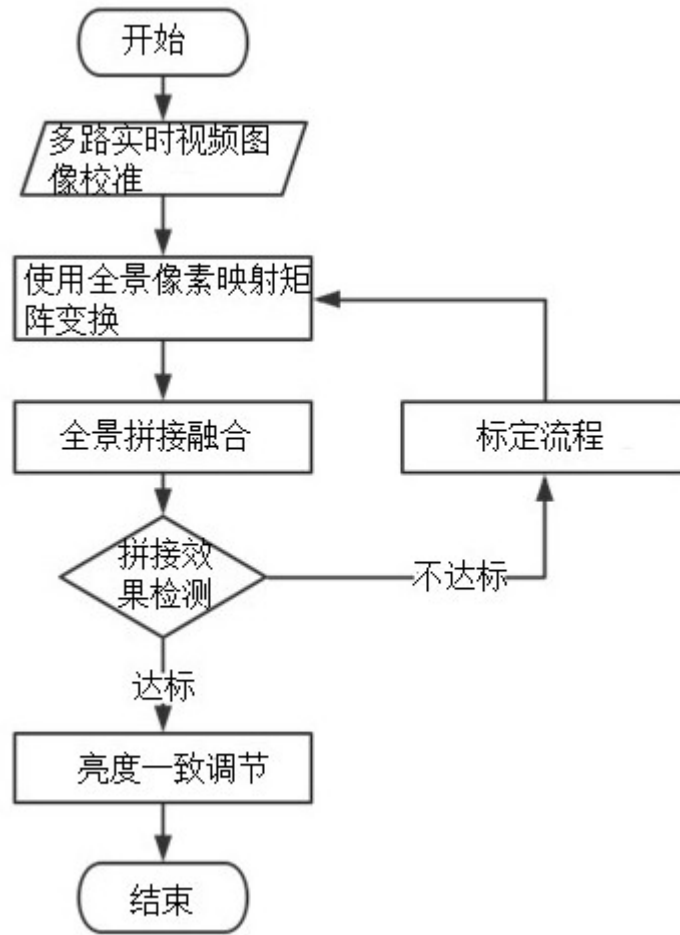 开始
多路实时视频图
像校准
使用全景像素映射矩
阵变换
全景拼接融合
标定流程
拼接效
果检测
不达标
达标
亮度一致调节
结束